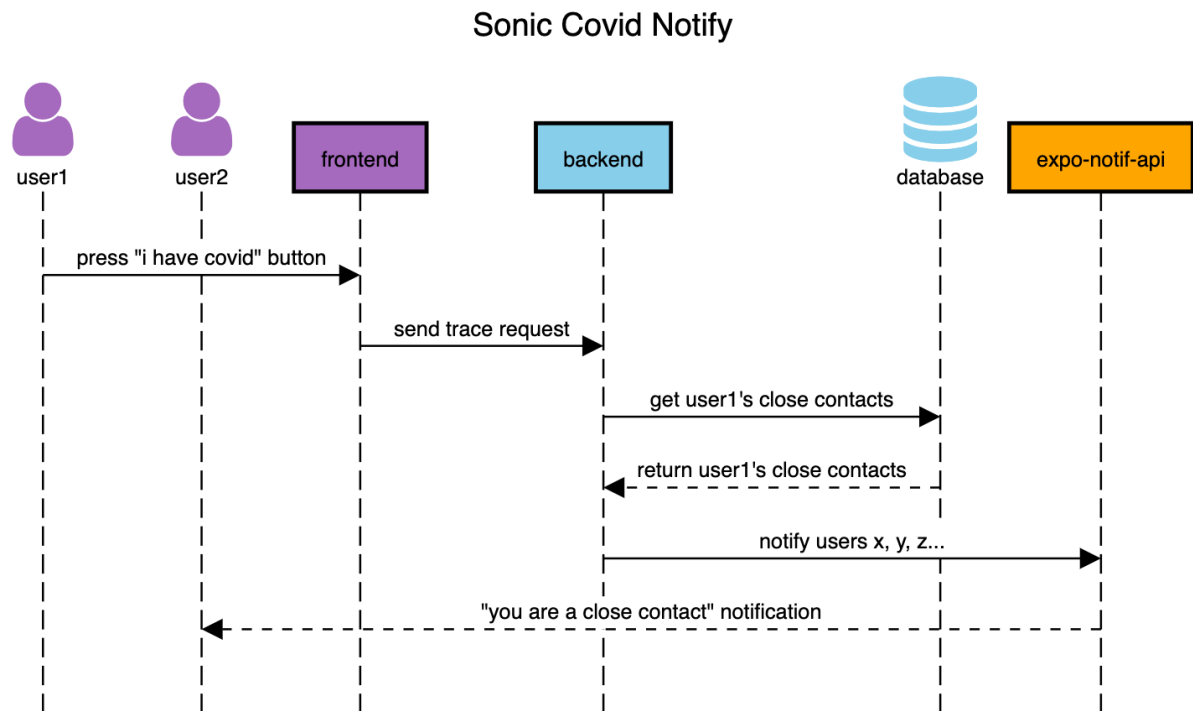 Sonic Covid Notify
user1
user2
frontend
backend
database
expo-notif-api
press "i have covid" button
send trace request
get user1's close contacts
return user1's close contacts
notify users x, y, z...
"you are a close contact" notification